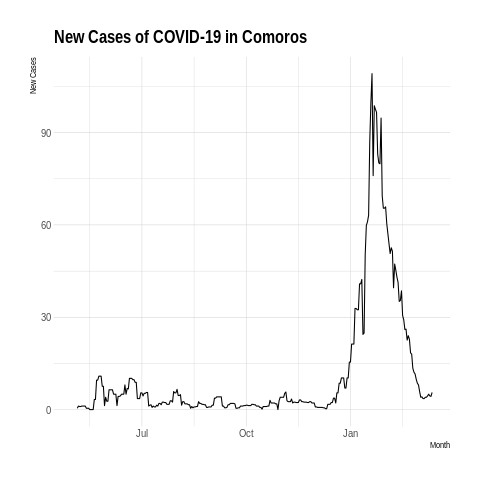 New Cases of COVID-19 in Comoros
New Cases
90
60
30
0
Jul
Oct
Jan
Month